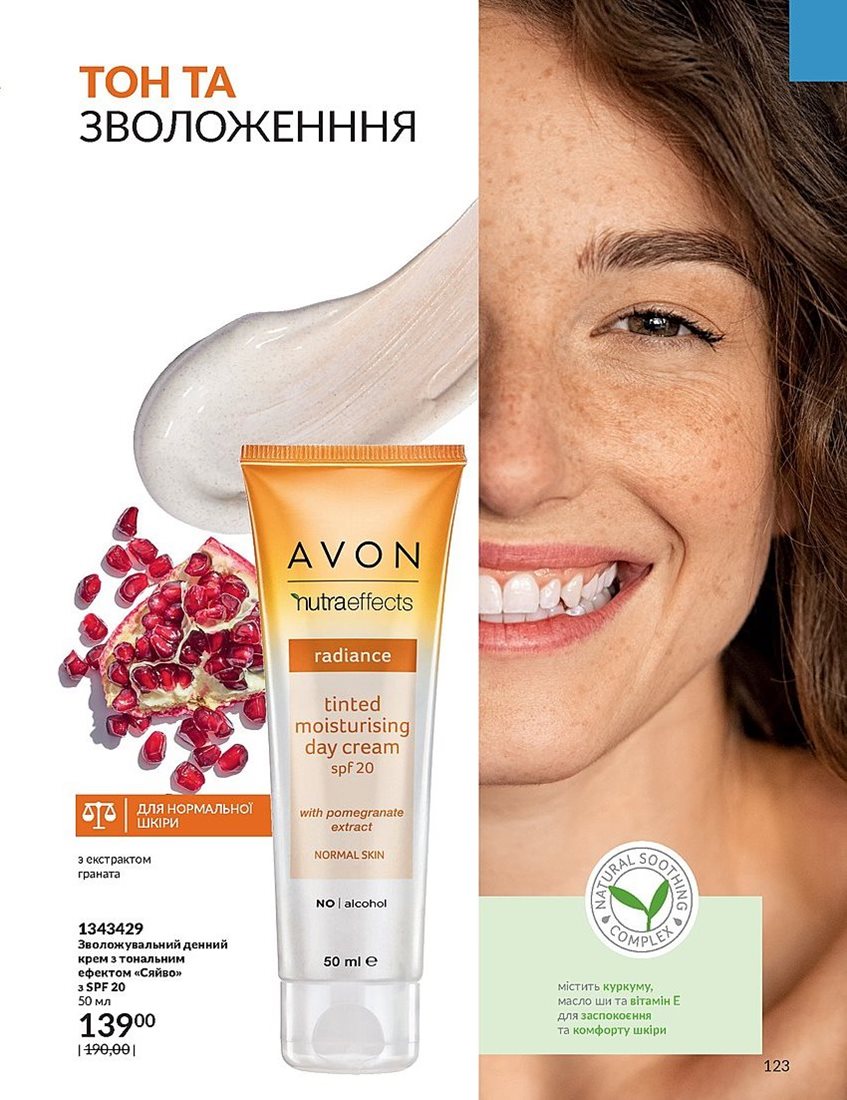 ТОН ТА
ЗВОЛОЖЕНННЯ
AVON
nutraeffects
radiance
tinted
moisturising
day cream
spf 20
with pomegranate
extract
NORMAL SKIN
NO | alcohol
50 ml e
ДЛЯ НОРМАЛЬНОЇ
ШКІРИ
з екстрактом
граната
1343429
Зволожувальний денний
крем з тональним
ефектом «Сяйво»
з SPF 20
50 мл
13900
| 190,00 |
NATURAL SOOTHING
COMPLEX
містить куркуму,
масло ши та вітамін Е
для заспокоєння
та комфорту шкіри
123